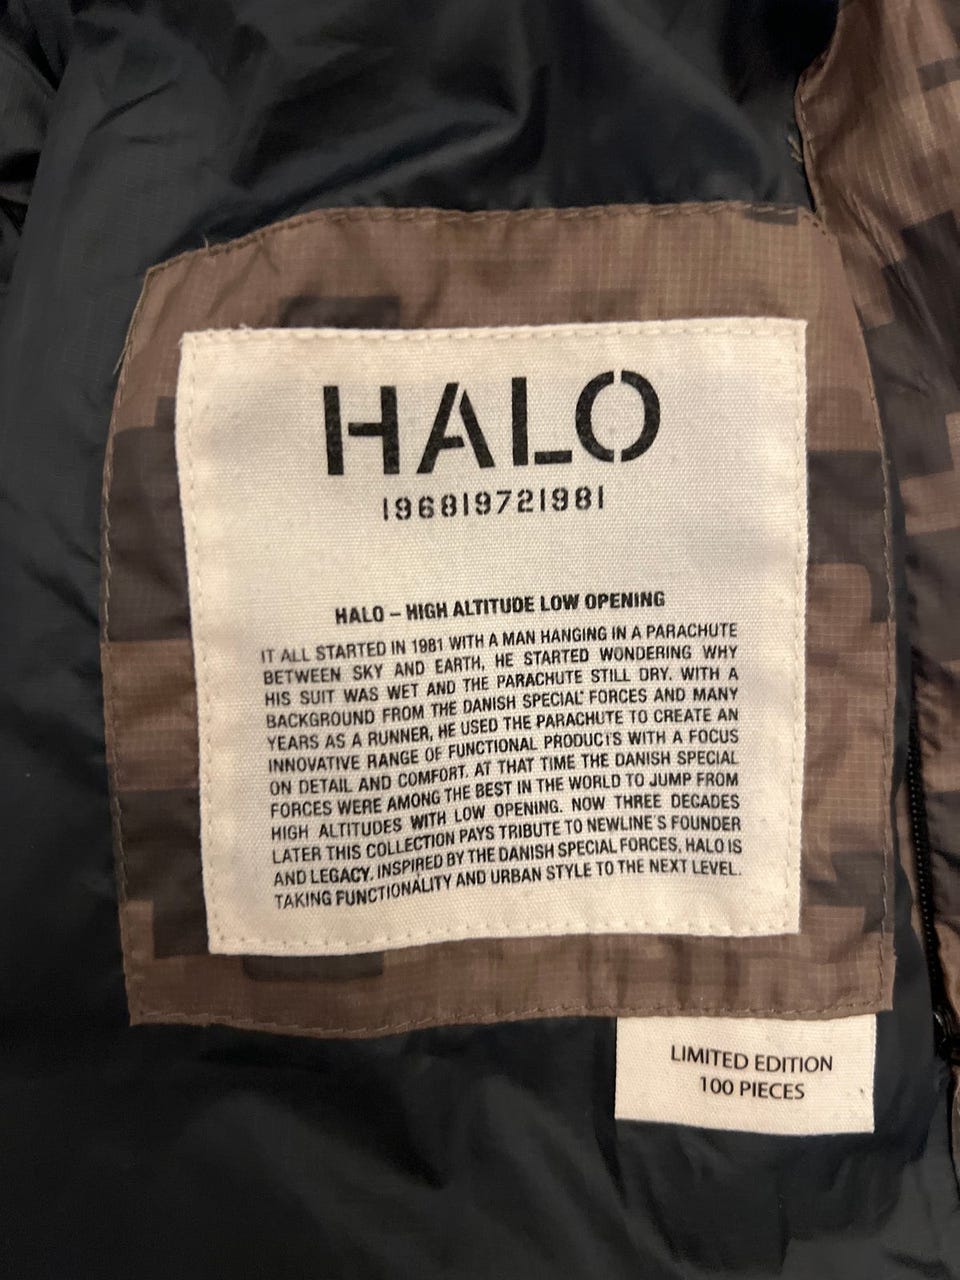 HALO
196819721981
HALO – HIGH ALTITUDE LOW OPENING
IT ALL STARTED IN 1981 WITH A MAN HANGING IN A PARACHUTE
BETWEEN SKY AND EARTH, HE STARTED WONDERING WHY
HIS SUIT WAS WET AND THE PARACHUTE STILL DRY. WITH A
BACKGROUND FROM THE DANISH SPECIAL FORCES AND MANY
YEARS AS A RUNNER, HE USED THE PARACHUTE TO CREATE AN
INNOVATIVE RANGE OF FUNCTIONAL PRODUCTS WITH A FOCUS
ON DETAIL AND COMFORT. AT THAT TIME THE DANISH SPECIAL
FORCES WERE AMONG THE BEST IN THE WORLD TO JUMP FROM
HIGH ALTITUDES WITH LOW OPENING. NOW THREE DECADES
LATER THIS COLLECTION PAYS TRIBUTE TO NEWLINE'S FOUNDER
AND LEGACY. INSPIRED BY THE DANISH SPECIAL FORCES, HALO IS
TAKING FUNCTIONALITY AND URBAN STYLE TO THE NEXT LEVEL.
LIMITED EDITION
100 PIECES